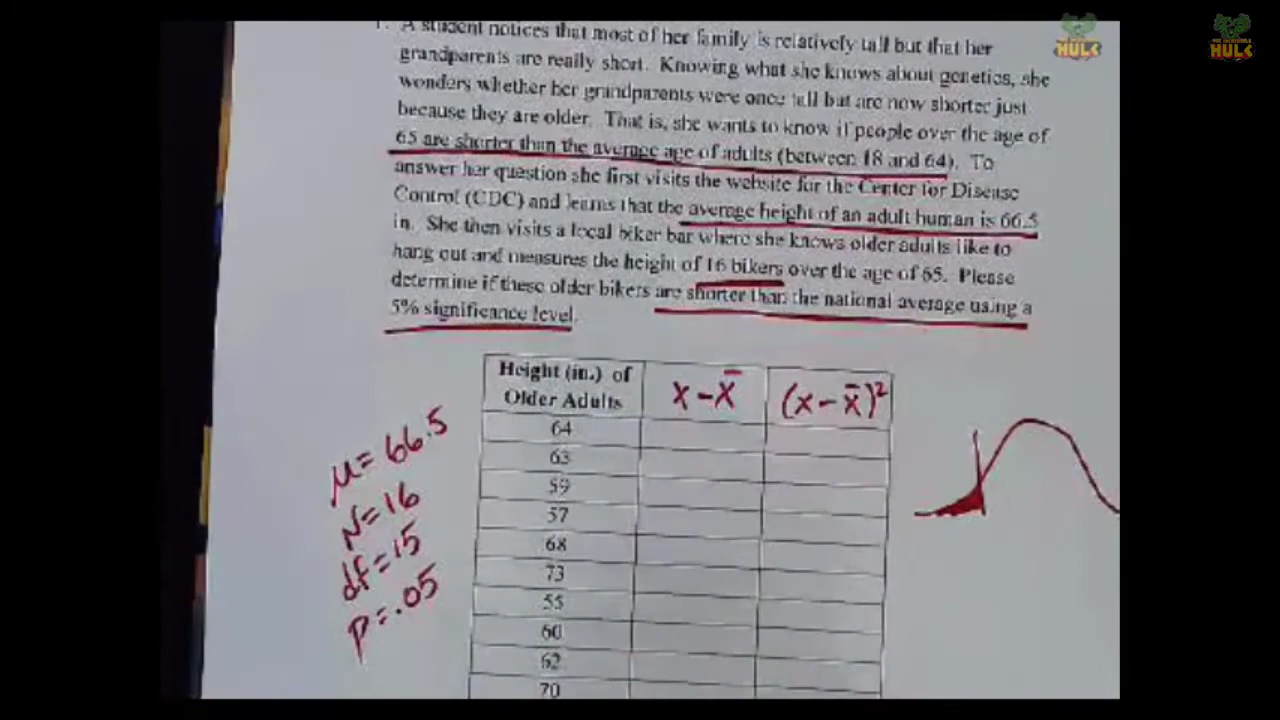 1. A student notices that most of her family is relatively tall but that her
grandparents are really short. Knowing what she knows about genetics, she
wonders whether her grandparents were once tall but are now shorter just
because they are older. That is, she wants to know if people over the age of
65 are shorter than the average age of adults (between 18 and 64). To
answer her question she first visits the website for the Center for Disease
Control (CDC) and learns that the average height of an adult human is 66.5
in. She then visits a local biker bar where she knows older adults like to
hang out and measures the height of 16 bikers over the age of 65. Please
determine if these older bikers are shorter than the national average using a
5% significance level.
Height (in.) of
Older Adults
x - x̄
(x - x̄)²
64
63
59
57
68
73
55
60
62
70
μ = 66.5
N = 16
df = 15
p = .05
HULK
HULK